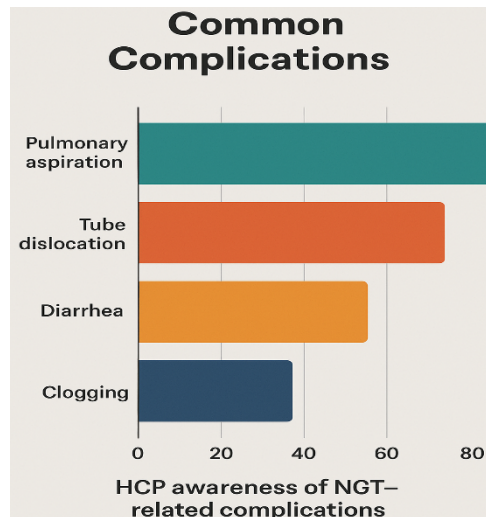 Common
Complications
Pulmonary
aspiration
Tube
dislocation
Diarrhea
Clogging
0 20 40 60 80
HCP awareness of NGT–
related complications